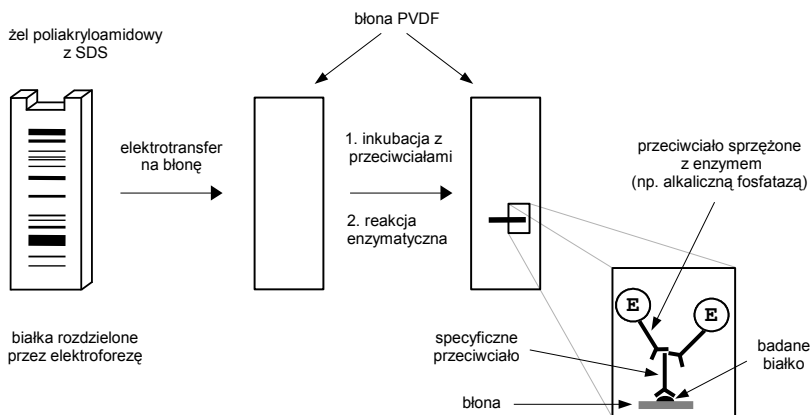 błona PVDF
żel poliakryloamidowy
z SDS
elektrotransfer
na błonę
1. inkubacja z
przeciwciałami
2. reakcja
enzymatyczna
przeciwciało sprzężone
z enzymem
(np. alkaliczną fosfatazą)
E
E
białka rozdzielone
przez elektroforezę
specyficzne
przeciwciało
badane
białko
błona